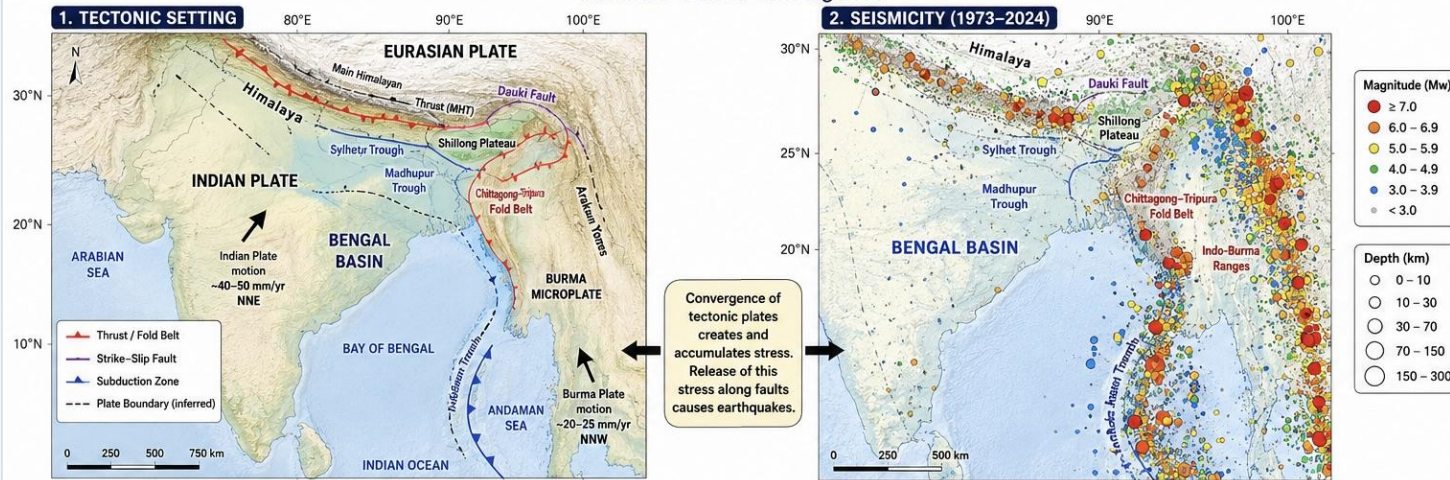 1. TECTONIC SETTING
80°E
90°E
100°E
N
30°N
20°N
10°N
EURASIAN PLATE
Main Himalayan
Thrust (MHT)
Dauki Fault
Himalaya
Shillong Plateau
Madhupur
Trough
INDIAN PLATE
Fold Belt
BENGAL
BASIN
ARABIAN
SEA
Indian Plate
motion
~40–50 mm/yr
NNE
BURMA
MICROPLATE
Thrust / Fold Belt
Strike-Slip Fault
Subduction Zone
Plate Boundary (inferred)
BAY OF BENGAL
ANDAMAN
SEA
Burma Plate
motion
~20–25 mm/yr
NNW
INDIAN OCEAN
0 250 500 750 km
Convergence of
tectonic plates
creates and
accumulates stress.
Release of this
stress along faults
causes earthquakes.
2. SEISMICITY (1973–2024)
90°E
100°E
30°N
25°N
20°N
Himalaya
Dauki Fault
Shillong
Plateau
Sylhet Trough
Madhupur
Trough
Chittagong-Tripura
Fold Belt
BENGAL BASIN
Indo-Burma
Ranges
0 250 500 km
Magnitude (Mw)
≥ 7.0
6.0 – 6.9
5.0 – 5.9
4.0 – 4.9
3.0 – 3.9
< 3.0
Depth (km)
0 – 10
10 – 30
30 – 70
70 – 150
150 – 300